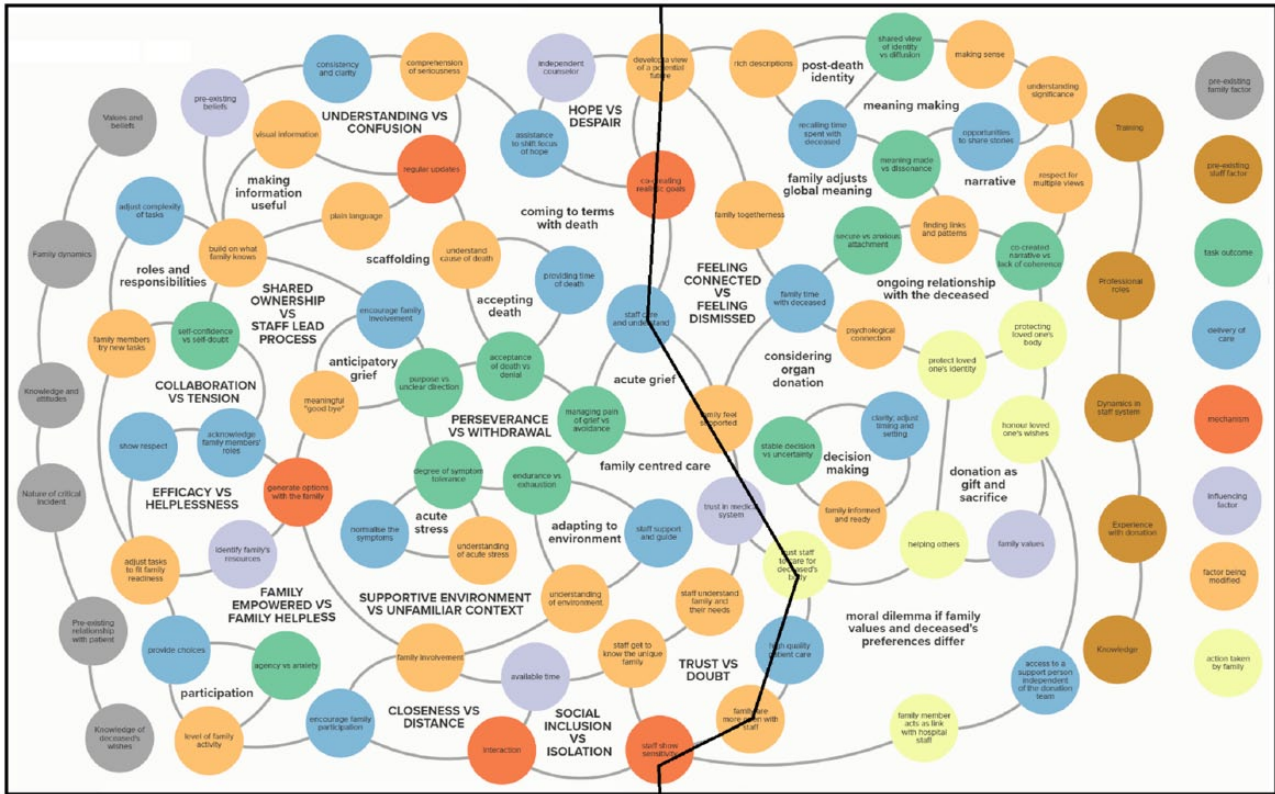 consistency
and clarity
comprehension
of seriousness
independent
counselor
develop a view
of a potential
future
rich descriptions
post-death
identity
shared view
of identity
vs diffusion
making sense
understanding
significance
pre-existing
family factor
pre-existing
beliefs
Values and
beliefs
visual information
UNDERSTANDING VS
CONFUSION
HOPE VS
DESPAIR
assistance
to shift focus
of hope
recalling time
spent with
deceased
meaning making
opportunities
to share stories
Training
pre-existing
staff factor
regular updates
making
information
useful
co-creating
realistic goals
family adjusts
global meaning
meaning made
vs dissonance
narrative
respect for
multiple views
adjust complexity
of tasks
plain language
coming to terms
with death
family togetherness
finding links
and patterns
Family dynamics
build on what
family knows
scaffolding
understand
cause of death
secure vs anxious
attachment
co-created
narrative vs
lack of coherence
task outcome
roles and
responsibilities
SHARED
OWNERSHIP
VS
STAFF LEAD
PROCESS
providing time
of death
FEELING
CONNECTED
VS
FEELING
DISMISSED
family time
with deceased
ongoing relationship
with the deceased
Professional
roles
encourage family
involvement
accepting
death
staff care
and understand
psychological
connection
protecting
loved one's
body
delivery of
care
family members
try new tasks
self-confidence
vs self-doubt
anticipatory
grief
acceptance
of death vs
denial
acute grief
considering
organ
donation
protect loved
one's identity
COLLABORATION
VS TENSION
meaningful
"good bye"
purpose vs
unclear direction
Knowledge and
attitudes
PERSEVERANCE
VS WITHDRAWAL
managing pain
of grief vs
avoidance
family feel
supported
clarity; adjust
timing and
setting
honour loved
one's wishes
Dynamics in
staff system
mechanism
show respect
acknowledge
family members'
roles
degree of symptom
tolerance
endurance vs
exhaustion
family centred care
stable decision
vs uncertainty
decision
making
donation as
gift and
sacrifice
Nature of critical
incident
EFFICACY VS
HELPLESSNESS
generate options
with the family
acute
stress
adapting to
environment
trust in medical
system
family informed
and ready
influencing
factor
normalise the
symptoms
understanding
of acute stress
staff support
and guide
helping others
family values
Experience
with donation
identify family's
resources
adjust tasks
to fit family
readiness
trust staff
to care for
deceased's
body
factor being
modified
FAMILY
EMPOWERED VS
FAMILY HELPLESS
SUPPORTIVE ENVIRONMENT
VS UNFAMILIAR CONTEXT
understanding
of environment
staff understand
family and
their needs
moral dilemma if family
values and deceased's
preferences differ
Pre-existing
relationship
with patient
provide choices
agency vs anxiety
family involvement
staff get to
know the unique
family
TRUST VS
DOUBT
high quality
patient care
Knowledge
action taken
by family
participation
available time
access to a
support person
independent
of the donation
team
CLOSENESS VS
DISTANCE
SOCIAL
INCLUSION
VS
ISOLATION
family are
more open with
staff
family member
acts as link
with hospital
staff
Knowledge of
deceased's
wishes
level of family
activity
encourage family
participation
interaction
staff show
sensitivity